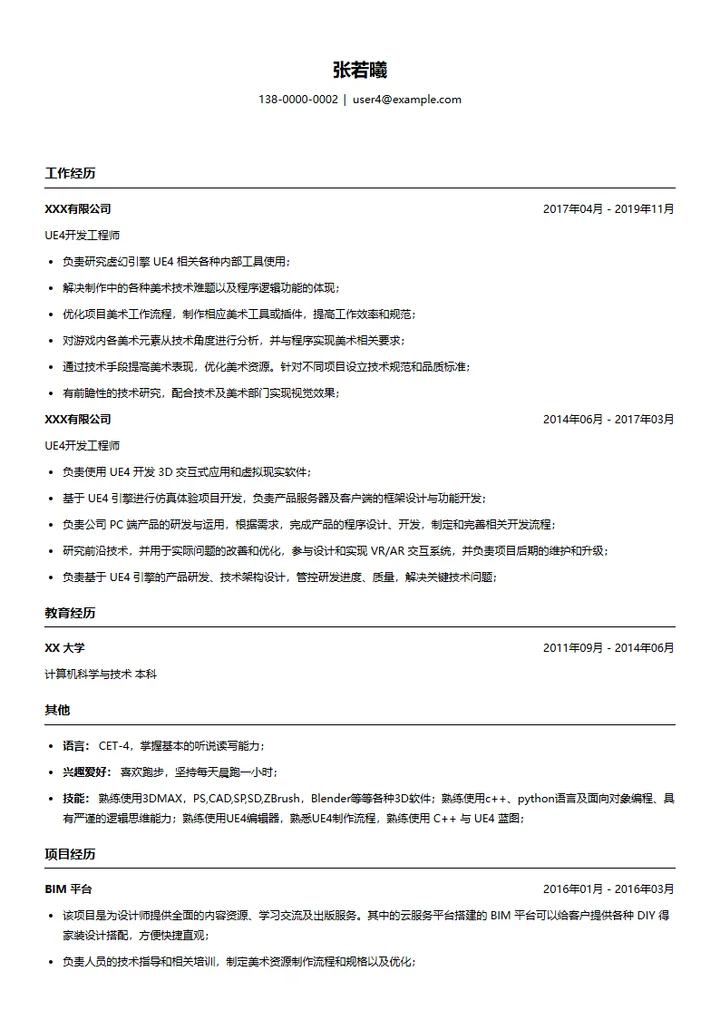 张若曦
138-0000-0002 | user4@example.com
工作经历
XXX有限公司 2017年04月 - 2019年11月
UE4开发工程师
• 负责研究虚幻引擎 UE4 相关各种内部工具使用；
• 解决制作中的各种美术技术难题以及程序逻辑功能的体现；
• 优化项目美术工作流程，制作相应美术工具或插件，提高工作效率和规范；
• 对游戏内各美术元素从技术角度进行分析，并与程序实现美术相关要求；
• 通过技术手段提高美术表现，优化美术资源。针对不同项目设立技术规范和品质标准；
• 有前瞻性的技术研究，配合技术及美术部门实现视觉效果；
XXX有限公司 2014年06月 - 2017年03月
UE4开发工程师
• 负责使用 UE4 开发 3D 交互式应用和虚拟现实软件；
• 基于 UE4 引擎进行仿真体验项目开发，负责产品服务器及客户端的框架设计与功能开发；
• 负责公司 PC 端产品的研发与运用，根据需求，完成产品的程序设计、开发，制定和完善相关开发流程；
• 研究前沿技术，并用于实际问题的改善和优化，参与设计和实现 VR/AR 交互系统，并负责项目后期的维护和升级；
• 负责基于 UE4 引擎的产品研发、技术架构设计，管控研发进度、质量，解决关键技术问题；
教育经历
XX 大学 2011年09月 - 2014年06月
计算机科学与技术 本科
其他
• 语言： CET-4，掌握基本的听说读写能力；
• 兴趣爱好： 喜欢跑步，坚持每天晨跑一小时；
• 技能： 熟练使用3DMAX，PS,CAD,SP,SD,ZBrush，Blender等等各种3D软件；熟练使用c++、python语言及面向对象编程、具
有严谨的逻辑思维能力；熟练使用UE4编辑器，熟悉UE4制作流程，熟练使用 C++ 与 UE4 蓝图；
项目经历
BIM 平台 2016年01月 - 2016年03月
• 该项目是为设计师提供全面的内容资源、学习交流及出版服务。其中的云服务平台搭建的 BIM 平台可以给客户提供各种 DIY 得
家装设计搭配，方便快捷直观；
• 负责人员的技术指导和相关培训，制定美术资源制作流程和规格以及优化；